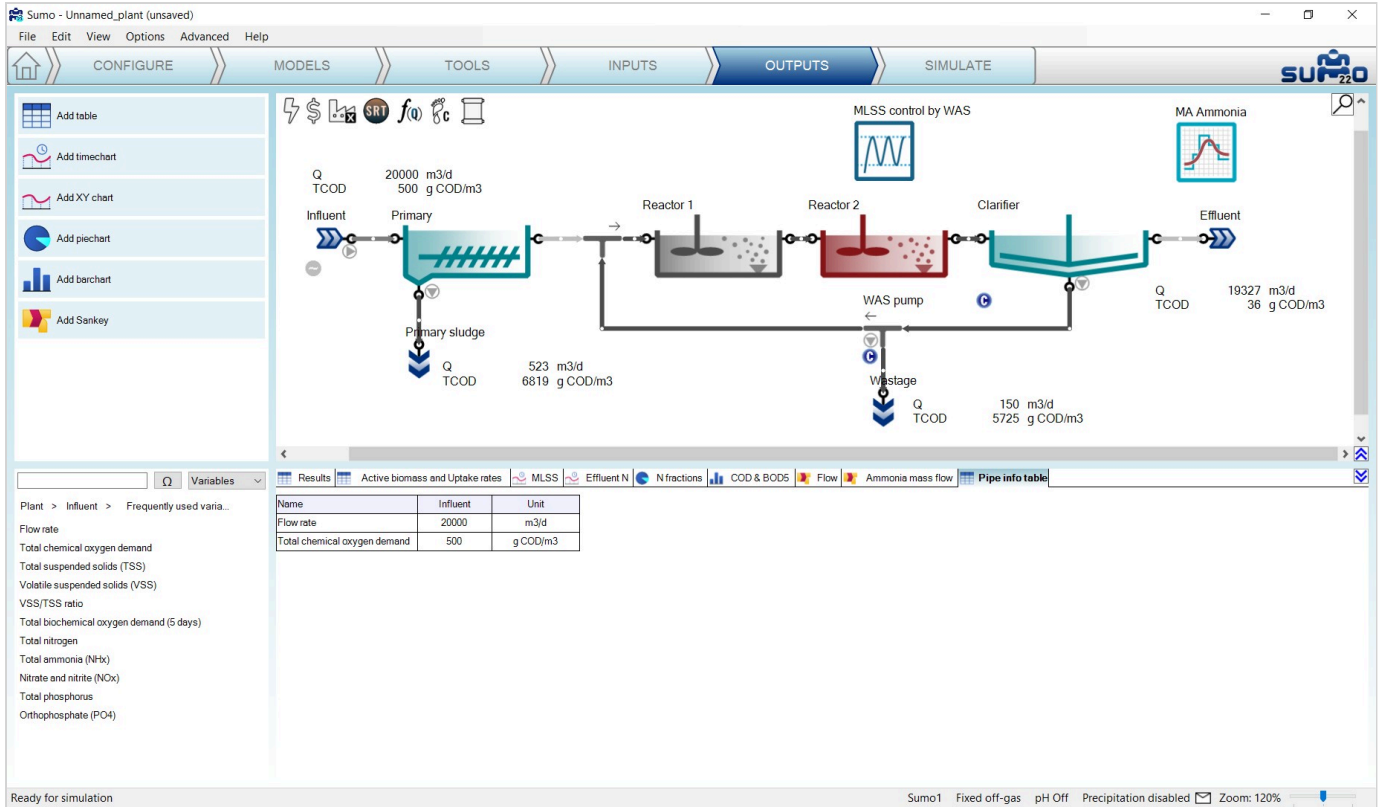 Sumo - Unnamed_plant (unsaved)
File Edit View Options Advanced Help
CONFIGURE MODELS TOOLS INPUTS OUTPUTS SIMULATE
SUMO 22
Add table
Add timechart
Add XY chart
Add piechart
Add barchart
Add Sankey
SRT f(Q) C
MLSS control by WAS
MA Ammonia
Q 20000 m3/d
TCOD 500 g COD/m3
Influent
Primary
Reactor 1
Reactor 2
Clarifier
Effluent
Q 19327 m3/d
TCOD 36 g COD/m3
WAS pump
C
C
Primary sludge
Q 523 m3/d
TCOD 6819 g COD/m3
Wastage
Q 150 m3/d
TCOD 5725 g COD/m3
Ω Variables
Plant > Influent > Frequently used varia...
Flow rate
Total chemical oxygen demand
Total suspended solids (TSS)
Volatile suspended solids (VSS)
VSS/TSS ratio
Total biochemical oxygen demand (5 days)
Total nitrogen
Total ammonia (NHx)
Nitrate and nitrite (NOx)
Total phosphorus
Orthophosphate (PO4)
Results Active biomass and Uptake rates MLSS Effluent N N fractions COD & BOD5 Flow Ammonia mass flow Pipe info table
Name Influent Unit
Flow rate 20000 m3/d
Total chemical oxygen demand 500 g COD/m3
Ready for simulation
Sumo1 Fixed off-gas pH Off Precipitation disabled Zoom: 120%